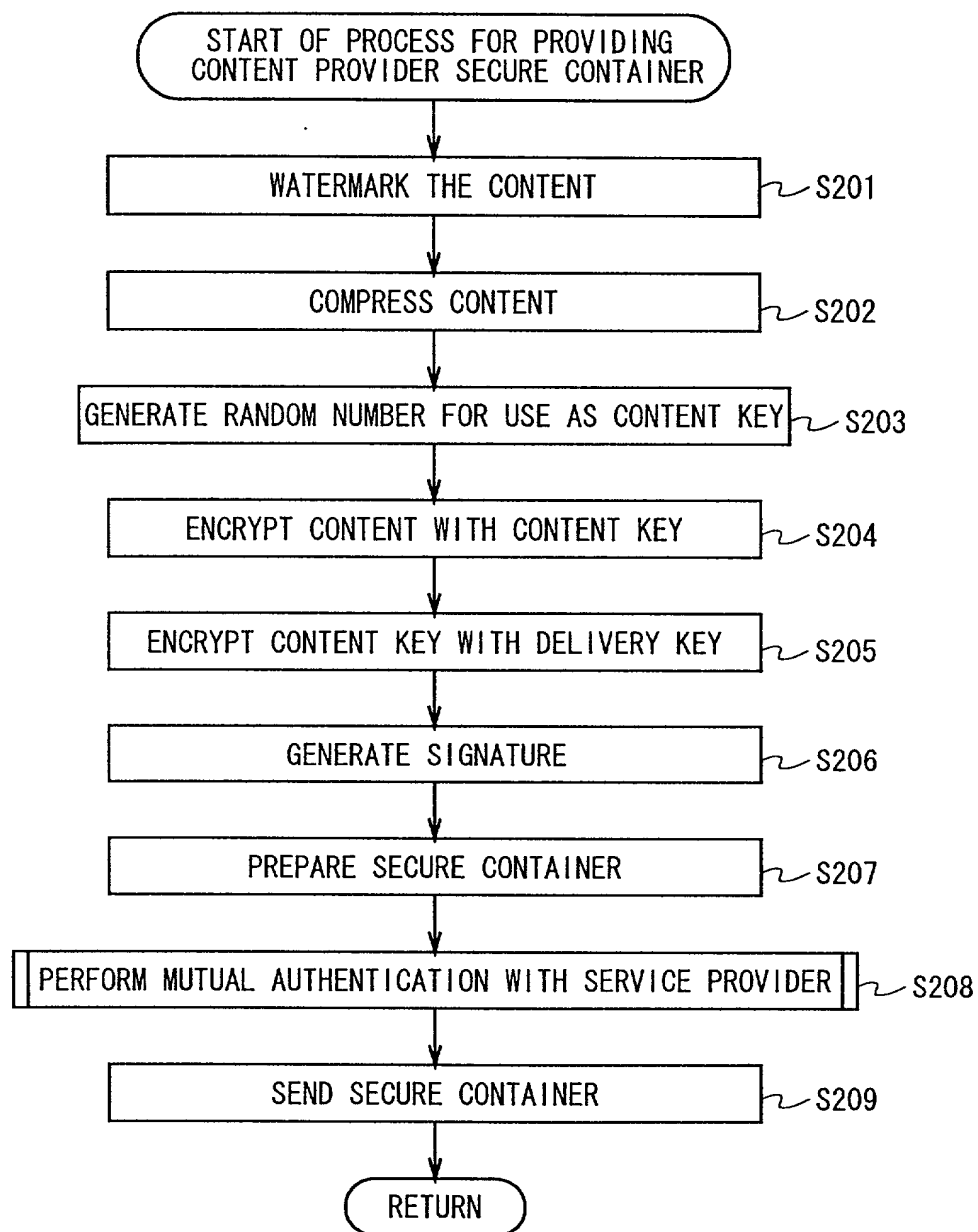 START OF PROCESS FOR PROVIDING
CONTENT PROVIDER SECURE CONTAINER
WATERMARK THE CONTENT
S201
COMPRESS CONTENT
S202
GENERATE RANDOM NUMBER FOR USE AS CONTENT KEY
S203
ENCRYPT CONTENT WITH CONTENT KEY
S204
ENCRYPT CONTENT KEY WITH DELIVERY KEY
S205
GENERATE SIGNATURE
S206
PREPARE SECURE CONTAINER
S207
PERFORM MUTUAL AUTHENTICATION WITH SERVICE PROVIDER
S208
SEND SECURE CONTAINER
S209
RETURN